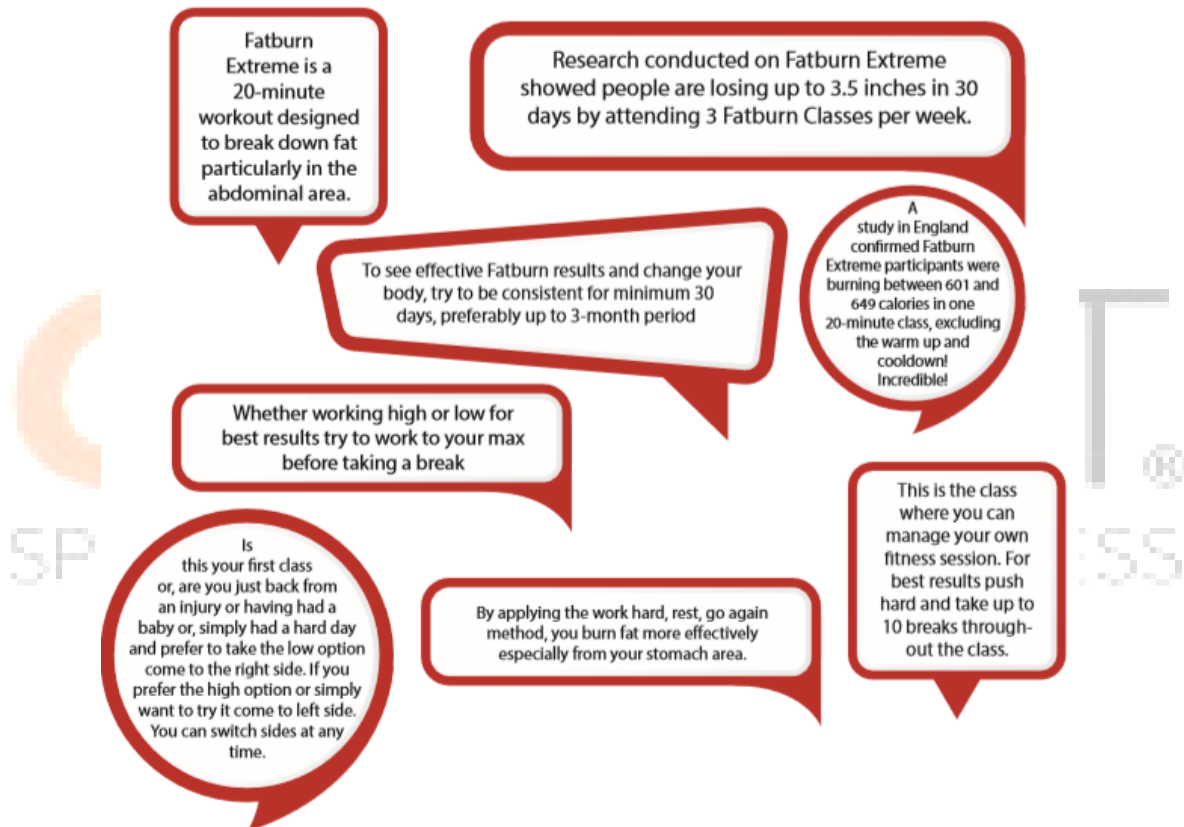 Fatburn
Extreme is a
20-minute
workout designed
to break down fat
particularly in the
abdominal area.
Research conducted on Fatburn Extreme
showed people are losing up to 3.5 inches in 30
days by attending 3 Fatburn Classes per week.
To see effective Fatburn results and change your
body, try to be consistent for minimum 30
days, preferably up to 3-month period
A
study in England
confirmed Fatburn
Extreme participants were
burning between 601 and
649 calories in one
20-minute class, excluding
the warm up and
cooldown!
Incredible!
Whether working high or low for
best results try to work to your max
before taking a break
This is the class
where you can
manage your own
fitness session. For
best results push
hard and take up to
10 breaks through-
out the class.
Is
this your first class
or, are you just back from
an injury or having had a
baby or, simply had a hard day
and prefer to take the low option
come to the right side. If you
prefer the high option or simply
want to try it come to left side.
You can switch sides at any
time.
By applying the work hard, rest, go again
method, you burn fat more effectively
especially from your stomach area.
T®
SP
ESS